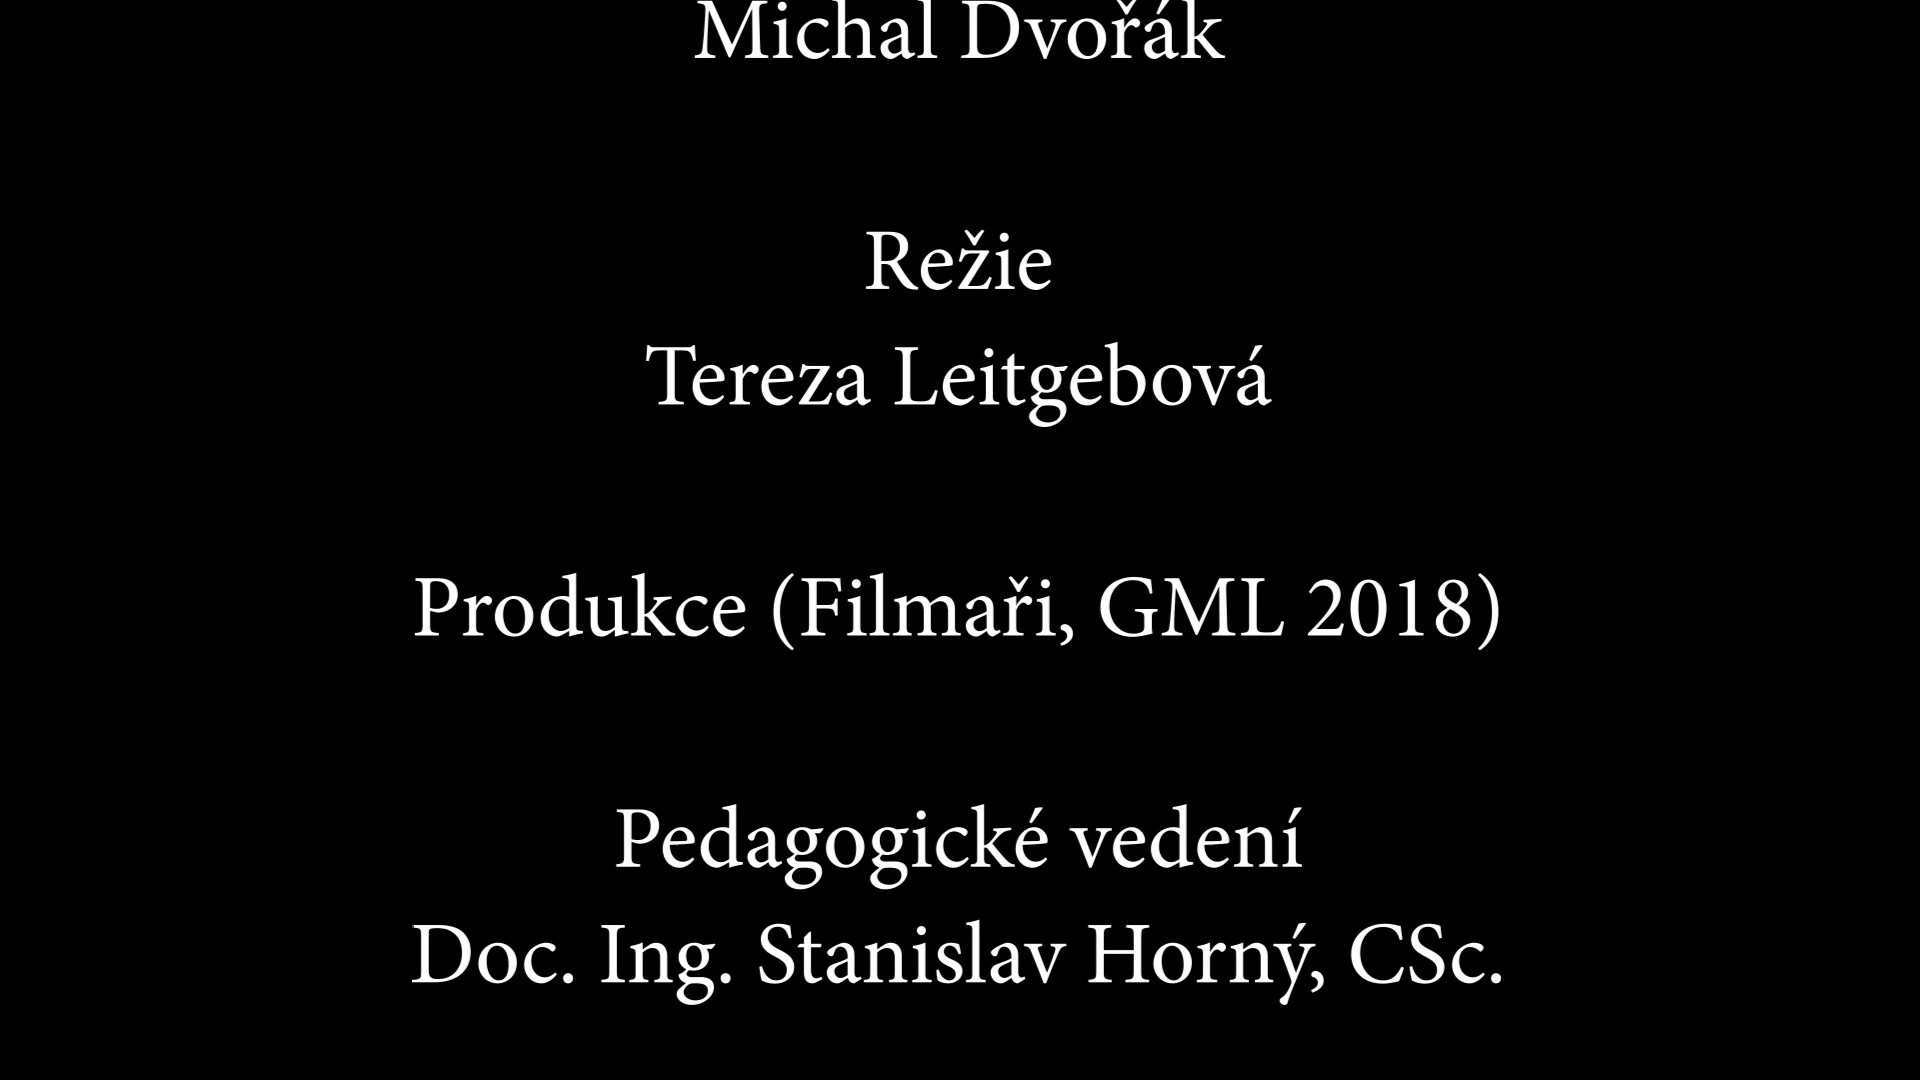 Michal Dvořák
Režie
Tereza Leitgebová
Produkce (Filmaři, GML 2018)
Pedagogické vedení
Doc. Ing. Stanislav Horný, CSc.